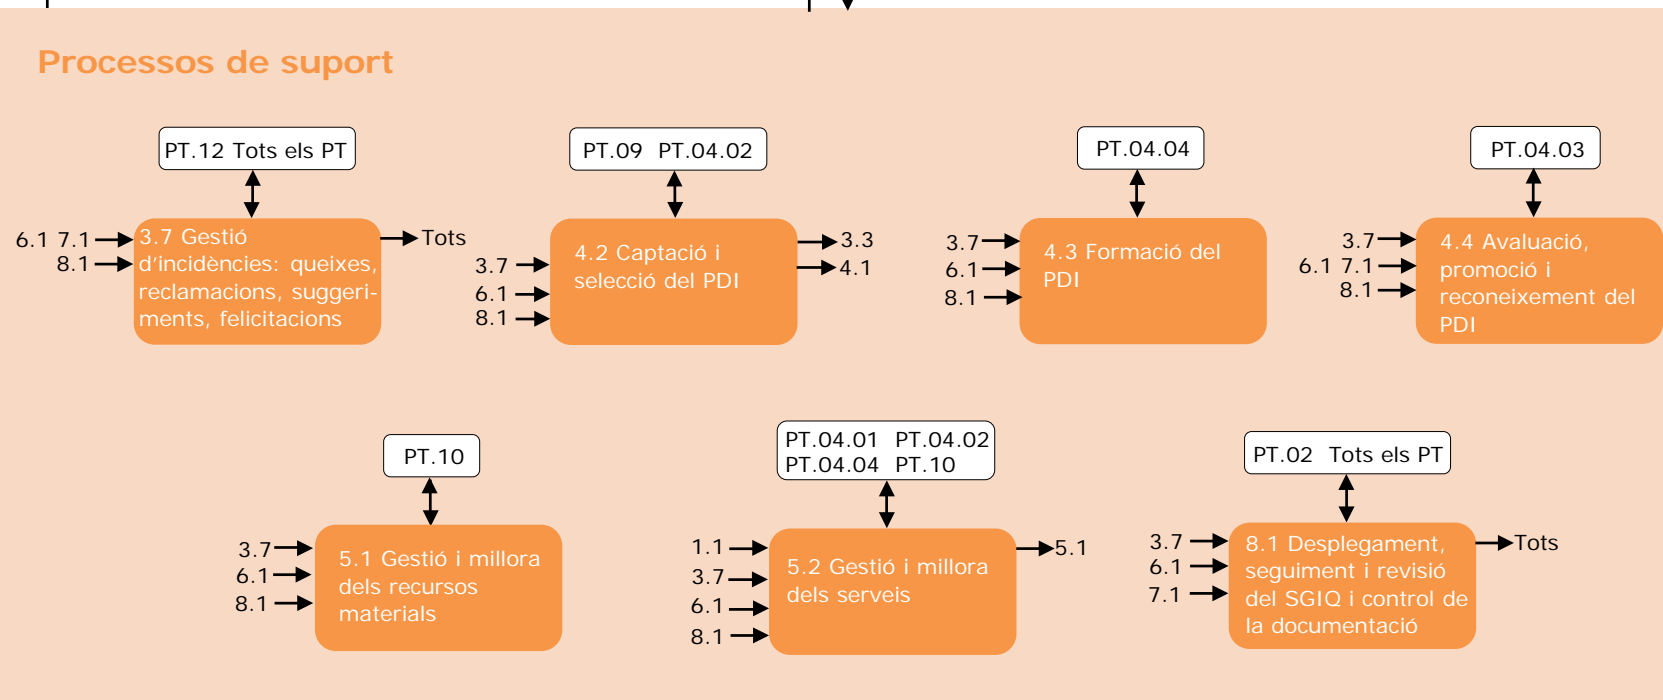 Processos de suport
PT.12 Tots els PT
6.1 7.1
8.1
3.7 Gestió
d'incidències: queixes,
reclamacions, suggeri-
ments, felicitacions
Tots
PT.09 PT.04.02
3.7
6.1
8.1
4.2 Captació i
selecció del PDI
3.3
4.1
PT.04.04
3.7
6.1
8.1
4.3 Formació del
PDI
PT.04.03
3.7
6.1 7.1
8.1
4.4 Avaluació,
promoció i
reconeixement del
PDI
PT.10
3.7
6.1
8.1
5.1 Gestió i millora
dels recursos
materials
PT.04.01 PT.04.02
PT.04.04 PT.10
1.1
3.7
6.1
8.1
5.2 Gestió i millora
dels serveis
5.1
PT.02 Tots els PT
3.7
6.1
7.1
8.1 Desplegament,
seguiment i revisió
del SGIQ i control de
la documentació
Tots